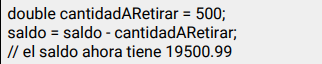 double cantidadARetirar = 500;
saldo = saldo - cantidadARetirar;
// el saldo ahora tiene 19500.99